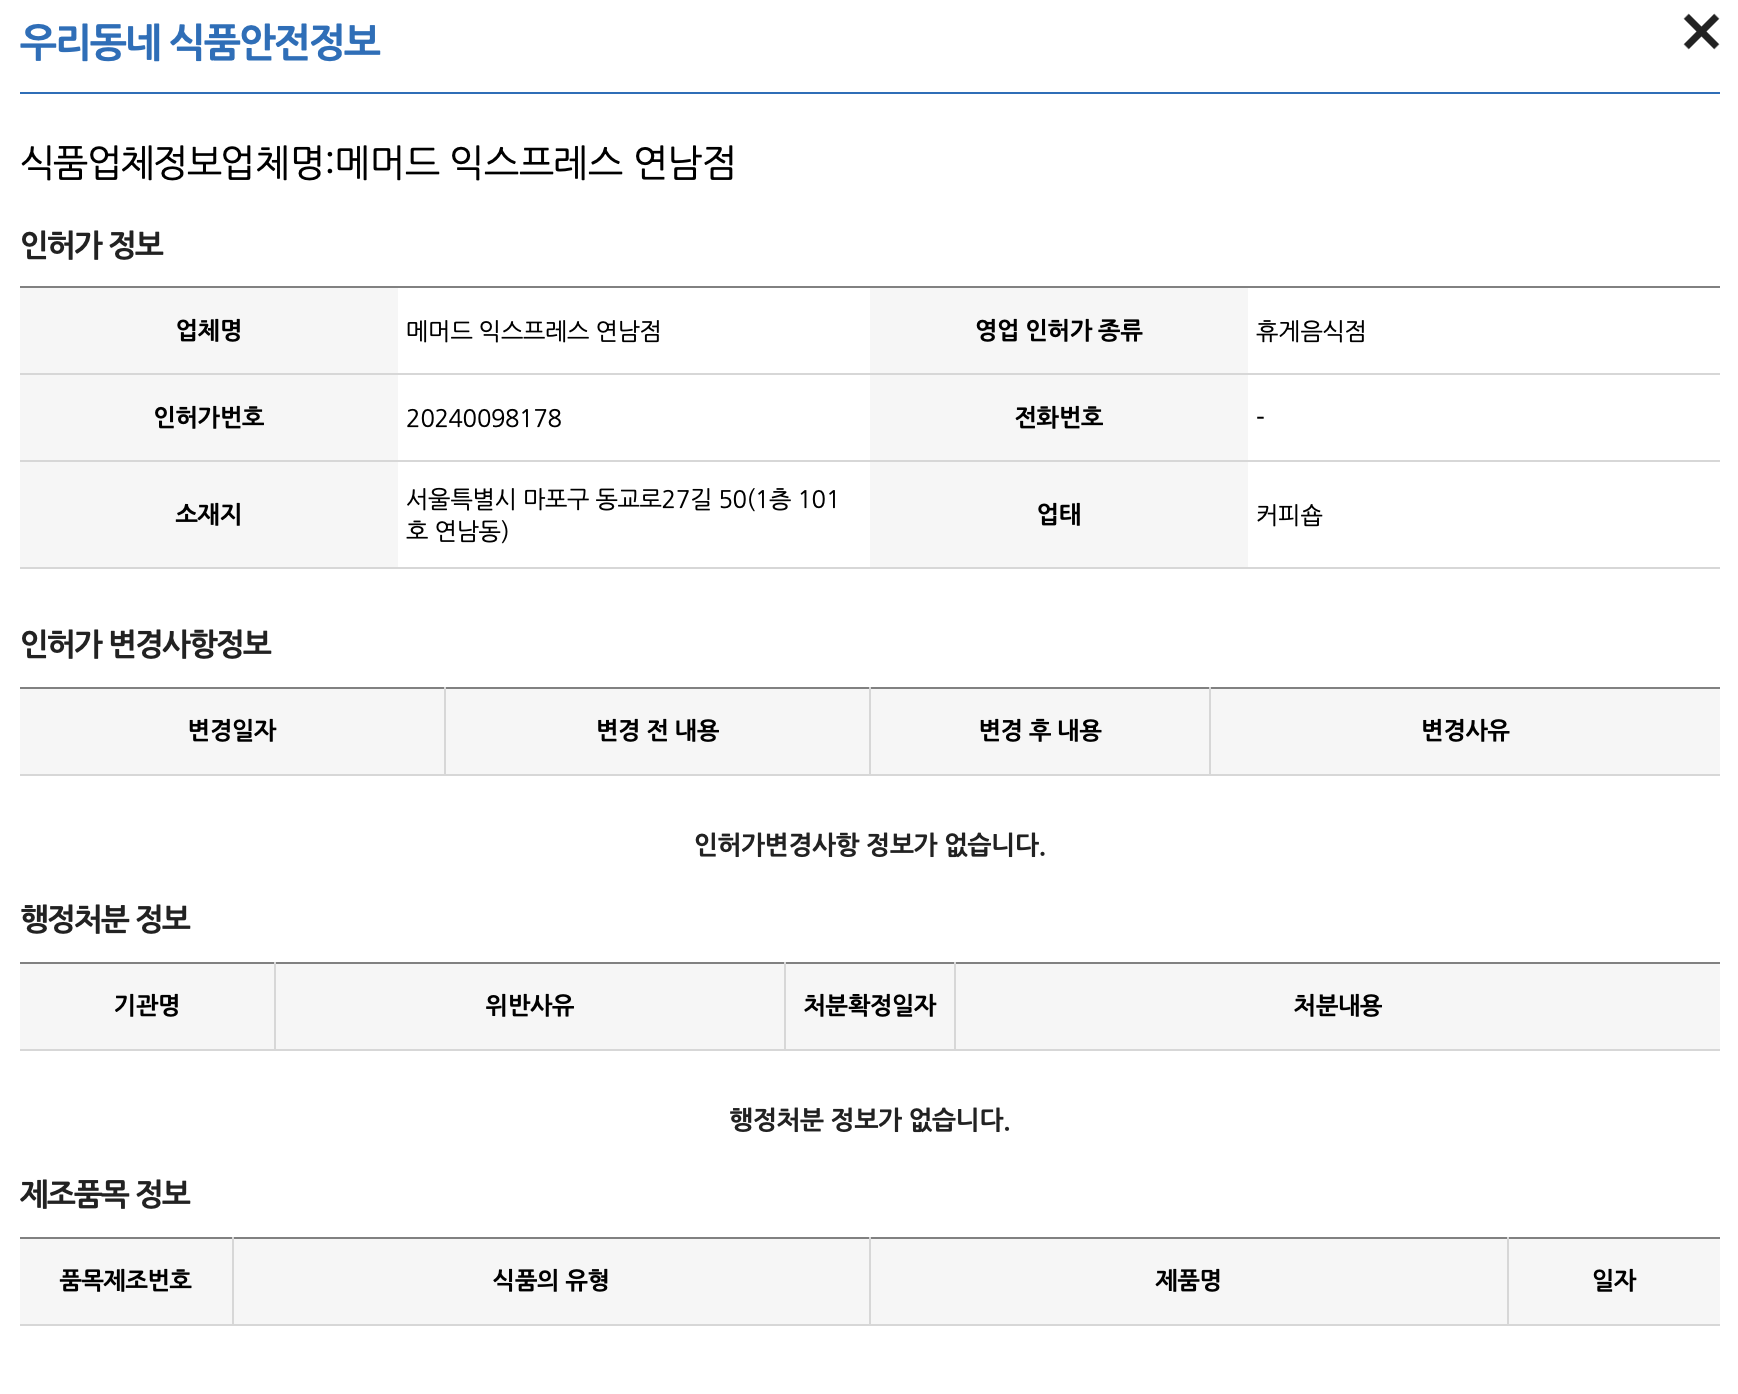 우리동네 식품안전정보
식품업체정보업체명:메머드 익스프레스 연남점
인허가 정보
업체명 메머드 익스프레스 연남점 영업 인허가 종류 휴게음식점
인허가번호 20240098178 전화번호 -
소재지 서울특별시 마포구 동교로27길 50(1층 101
호 연남동) 업태 커피숍
인허가 변경사항정보
변경일자 변경 전 내용 변경 후 내용 변경사유
인허가변경사항 정보가 없습니다.
행정처분 정보
기관명 위반사유 처분확정일자 처분내용
행정처분 정보가 없습니다.
제조품목 정보
품목제조번호 식품의 유형 제품명 일자